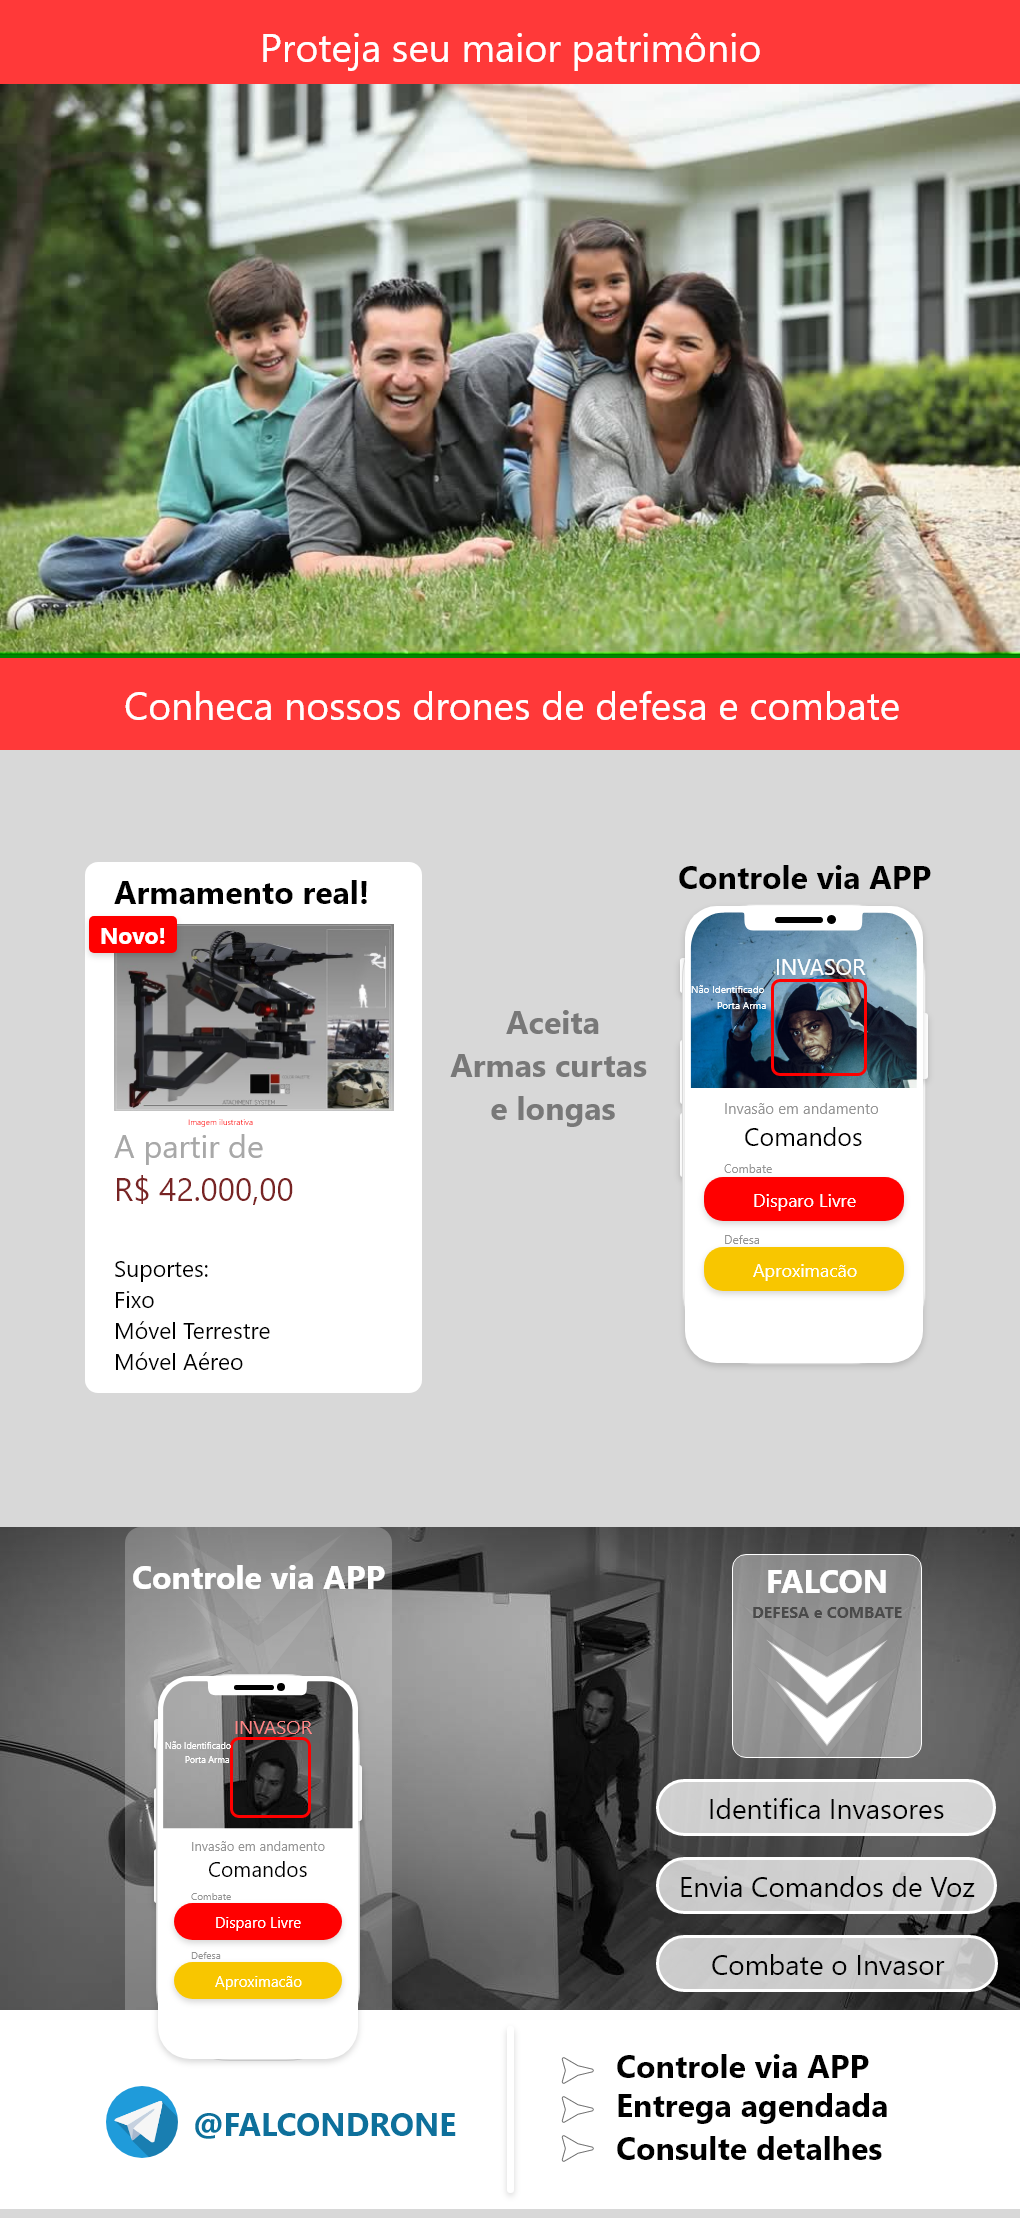 Proteja seu maior patrimônio
Conheca nossos drones de defesa e combate
Armamento real!
Novo!
ATACHMENT SYSTEM
Imagem ilustrativa
A partir de
R$ 42.000,00
Suportes:
Fixo
Móvel Terrestre
Móvel Aéreo
Aceita
Armas curtas
e longas
Controle via APP
INVASOR
Não Identificado
Porta Arma
Invasão em andamento
Comandos
Combate
Disparo Livre
Defesa
Aproximacão
Controle via APP
INVASOR
Não Identificado
Porta Arma
Invasão em andamento
Comandos
Combate
Disparo Livre
Defesa
Aproximacão
FALCON
DEFESA e COMBATE
Identifica Invasores
Envia Comandos de Voz
Combate o Invasor
@FALCONDRONE
Controle via APP
Entrega agendada
Consulte detalhes